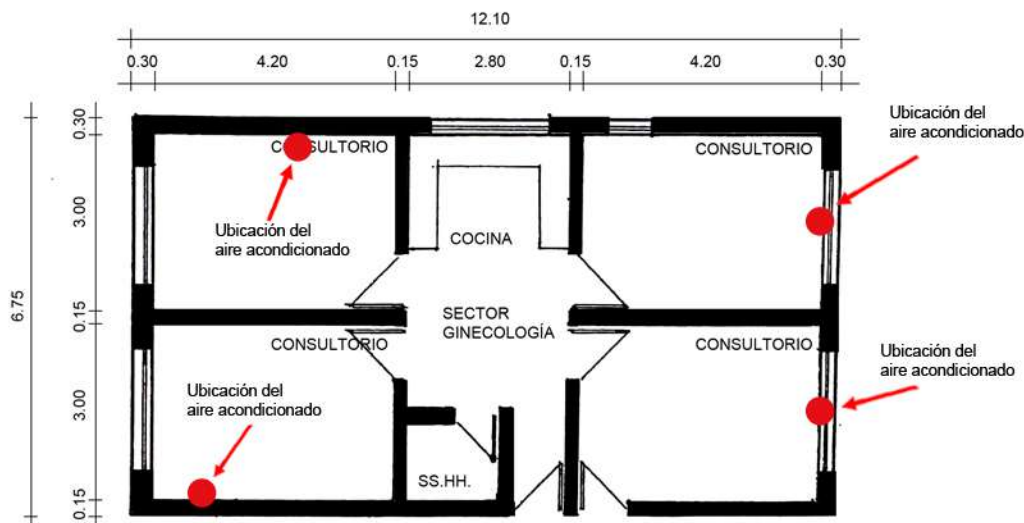 12.10
0.30 4.20 0.15 2.80 0.15 4.20 0.30
Ubicación del
aire acondicionado
0.30
CONSULTORIO
CONSULTORIO
3.00
Ubicación del
aire acondicionado
COCINA
6.75
0.15
SECTOR
GINECOLOGÍA
CONSULTORIO
CONSULTORIO
Ubicación del
aire acondicionado
3.00
Ubicación del
aire acondicionado
SS.HH.
0.15